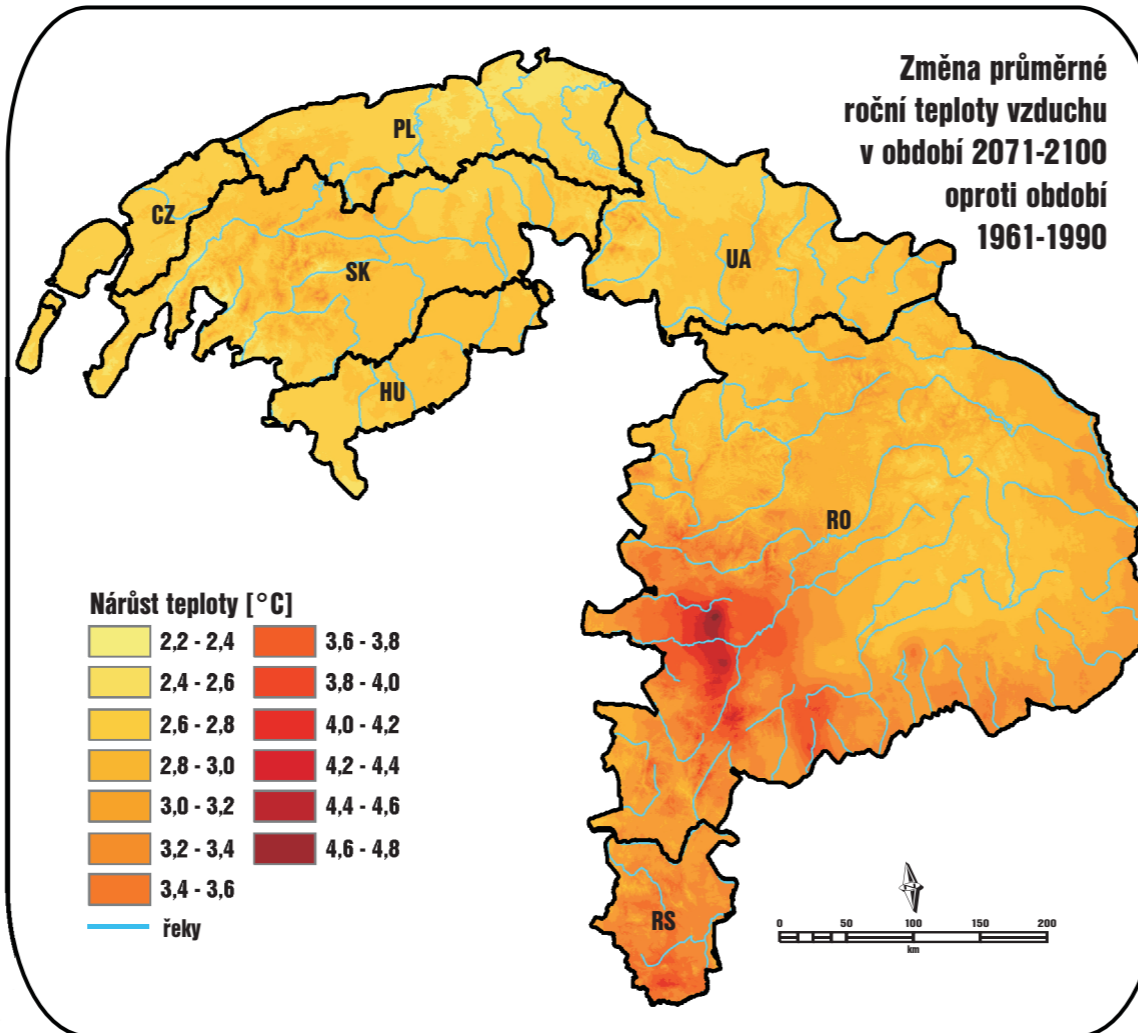 Změna průměrné
roční teploty vzduchu
v období 2071-2100
oproti období
1961-1990
PL
CZ
SK
UA
HU
RO
RS
Nárůst teploty [°C]
2,2 - 2,4
2,4 - 2,6
2,6 - 2,8
2,8 - 3,0
3,0 - 3,2
3,2 - 3,4
3,4 - 3,6
řeky
3,6 - 3,8
3,8 - 4,0
4,0 - 4,2
4,2 - 4,4
4,4 - 4,6
4,6 - 4,8
0 50 100 150 200
km